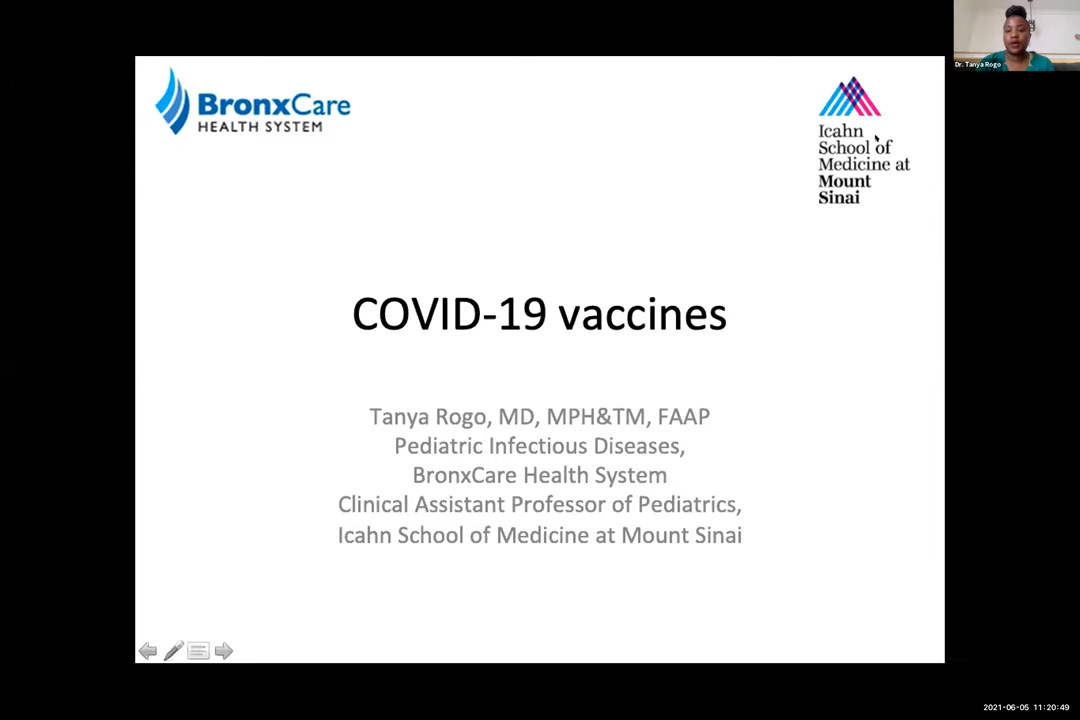 BronxCare
HEALTH SYSTEM
Icahn
School of
Medicine at
Mount
Sinai
Dr. Tanya Rogo
COVID-19 vaccines
Tanya Rogo, MD, MPH&TM, FAAP
Pediatric Infectious Diseases,
BronxCare Health System
Clinical Assistant Professor of Pediatrics,
Icahn School of Medicine at Mount Sinai
2021-06-05 11:20:49